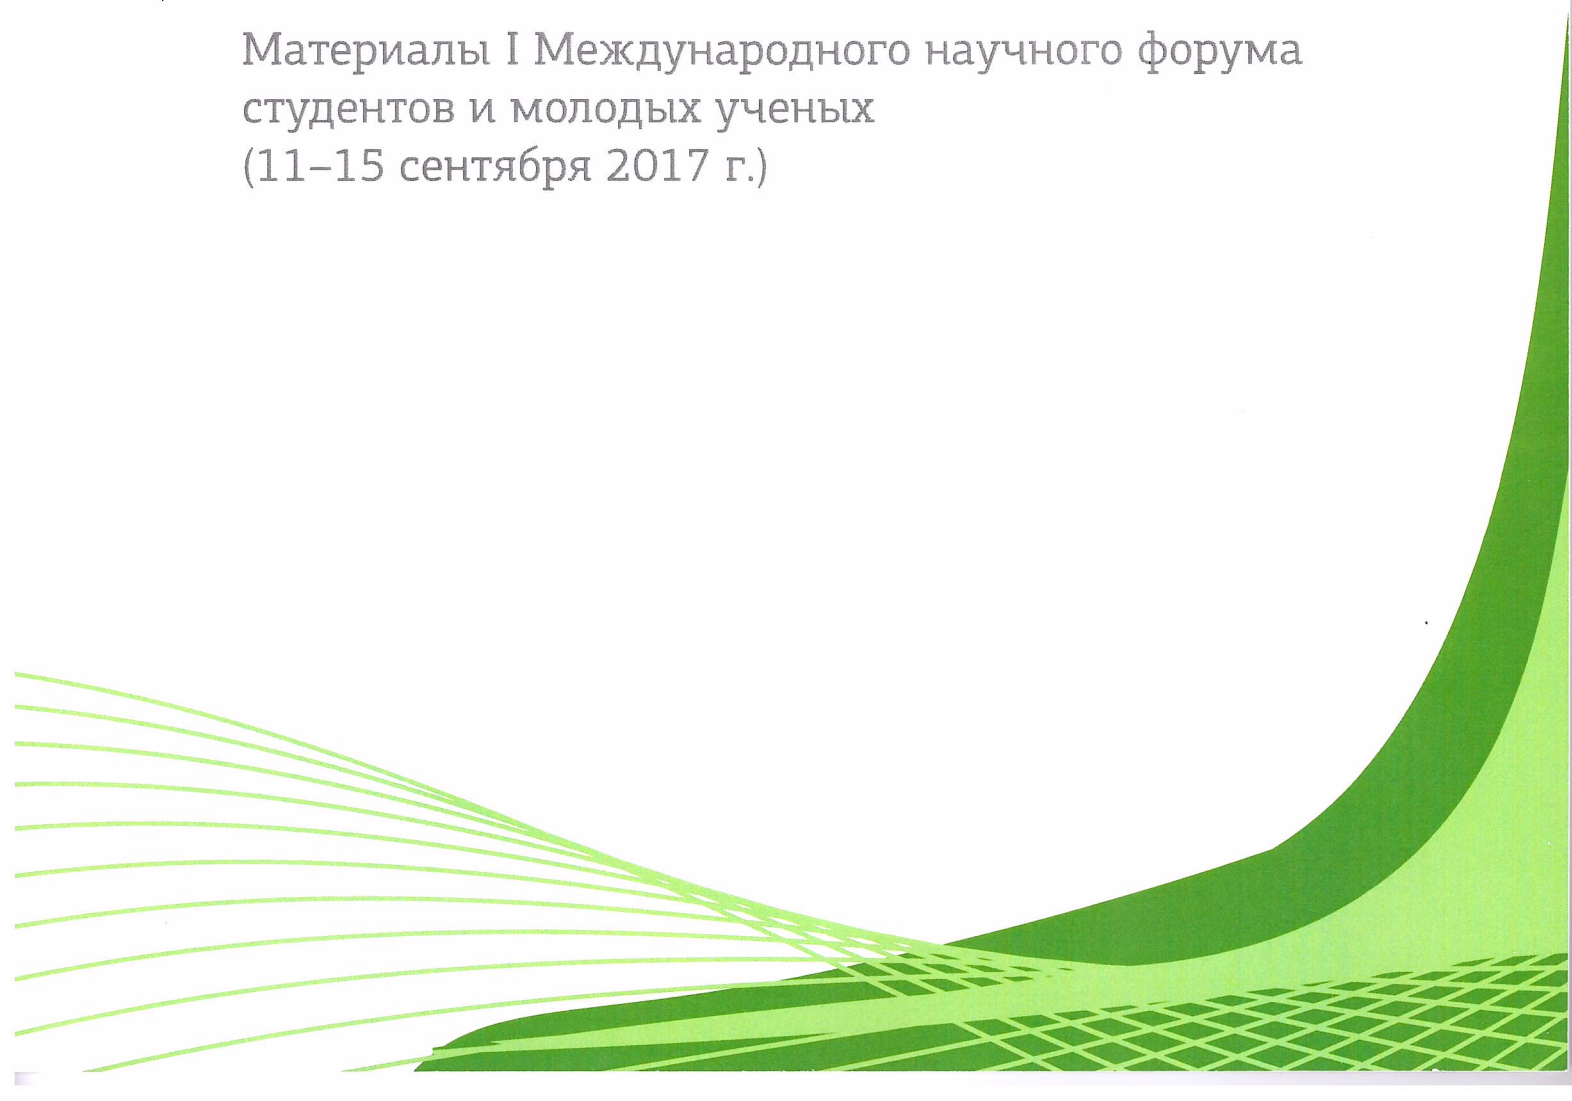 Материалы I Международного научного форума
студентов и молодых ученых
(11–15 сентября 2017 г.)